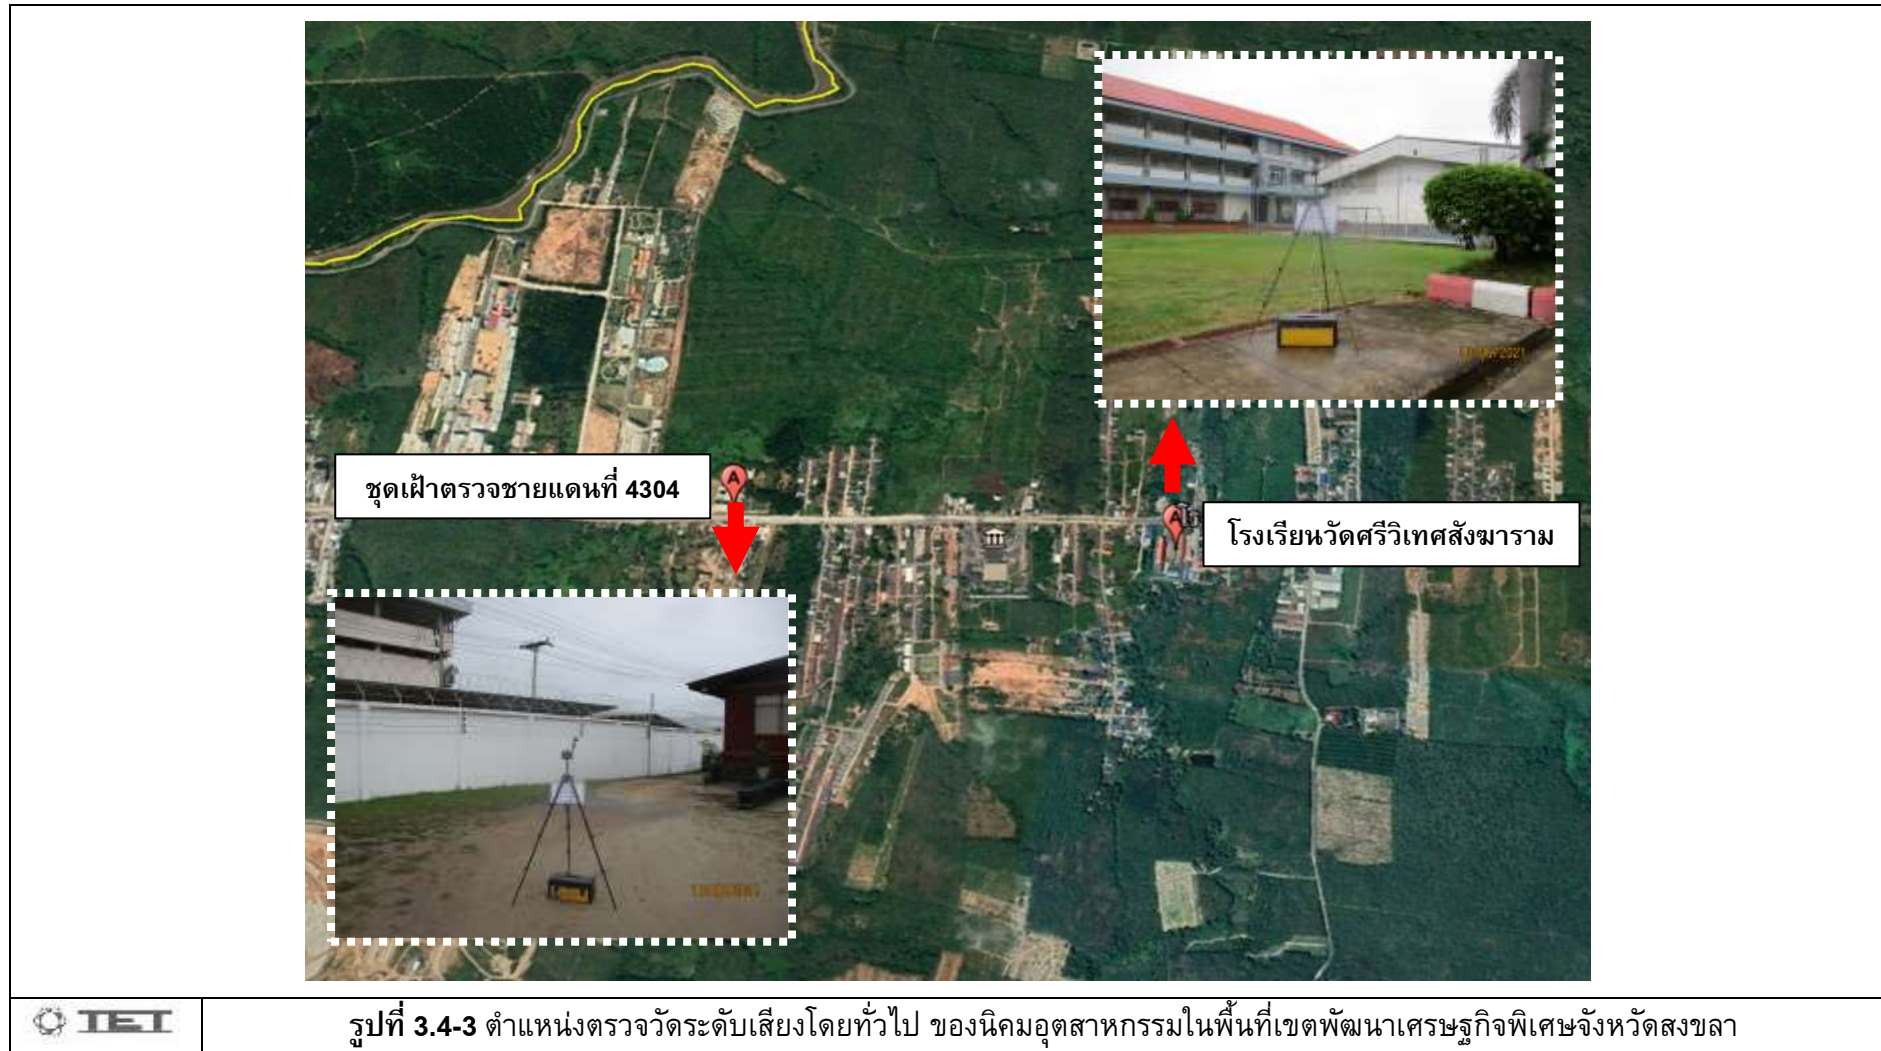 ชุดเฝ้าตรวจชายแดนที่ 4304
A
A
โรงเรียนวัดศรีวิเทศสังฆาราม
TET
รูปที่ 3.4-3 ตำแหน่งตรวจวัดระดับเสียงโดยทั่วไป ของนิคมอุตสาหกรรมในพื้นที่เขตพัฒนาเศรษฐกิจพิเศษจังหวัดสงขลา